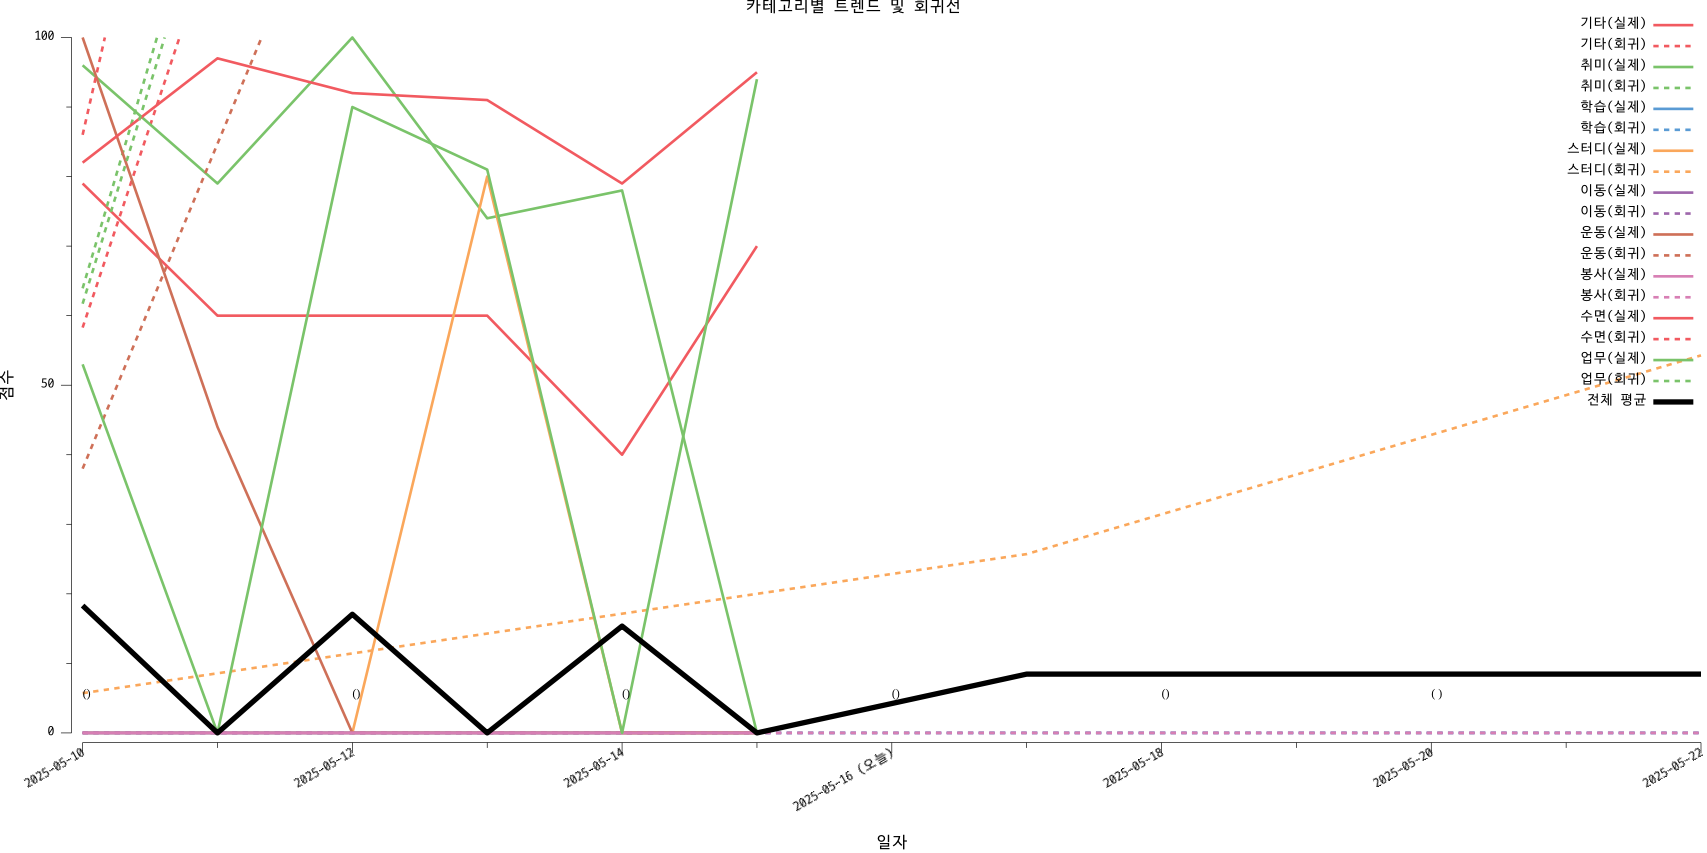 카테고리별 트렌드 및 회귀선
기타(실제)
기타(회귀)
취미(실제)
취미(회귀)
학습(실제)
학습(회귀)
스터디(실제)
스터디(회귀)
이동(실제)
이동(회귀)
운동(실제)
운동(회귀)
봉사(실제)
봉사(회귀)
수면(실제)
수면(회귀)
업무(실제)
업무(회귀)
전체 평균
100
50
0
점수
() () () () () ( )
2025-05-10
2025-05-12
2025-05-14
2025-05-16 (오늘)
2025-05-18
2025-05-20
2025-05-22
일자